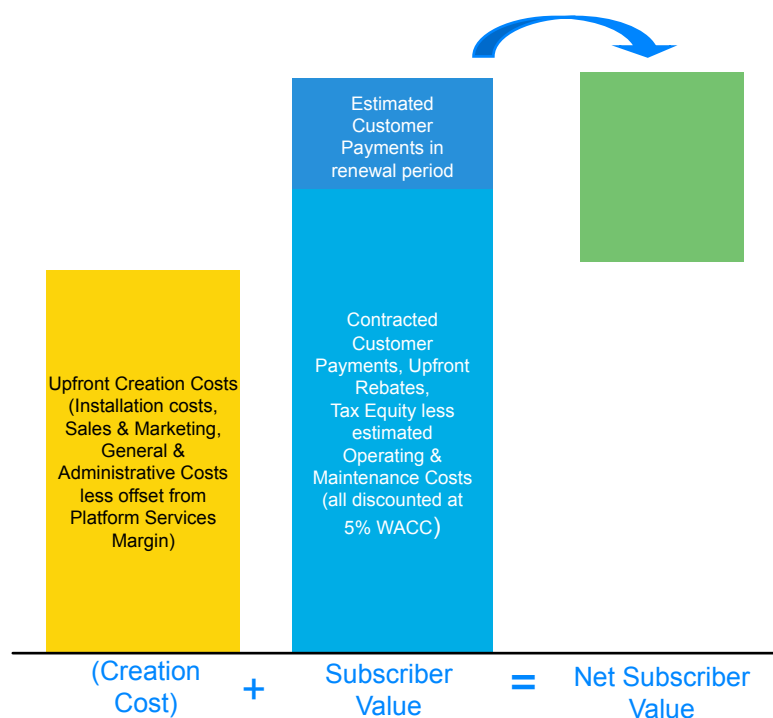 Estimated
Customer
Payments in
renewal period
Upfront Creation Costs
(Installation costs,
Sales & Marketing,
General &
Administrative Costs
less offset from
Platform Services
Margin)
Contracted
Customer
Payments, Upfront
Rebates,
Tax Equity less
estimated
Operating &
Maintenance Costs
(all discounted at
5% WACC)
(Creation
Cost)
+
Subscriber
Value
=
Net Subscriber
Value